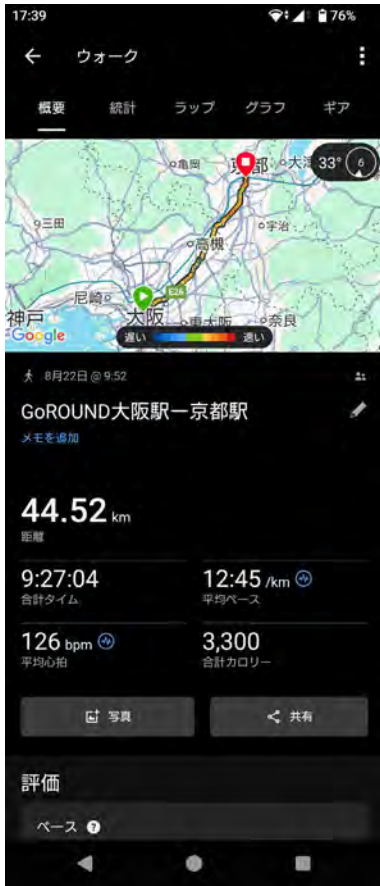 17:39
76%
ウォーク
概要 統計 ラップ グラフ ギア
亀岡
京都
大津
33° 6
三田
宇治
高槻
尼崎
E26
神戸
大阪
東大阪
奈良
Google
遅い 速い
8月22日 @ 9:52
GoROUND大阪駅ー京都駅
メモを追加
44.52 km
距離
9:27:04
合計タイム
12:45 /km
平均ペース
126 bpm
平均心拍
3,300
合計カロリー
写真
共有
評価
ペース ?